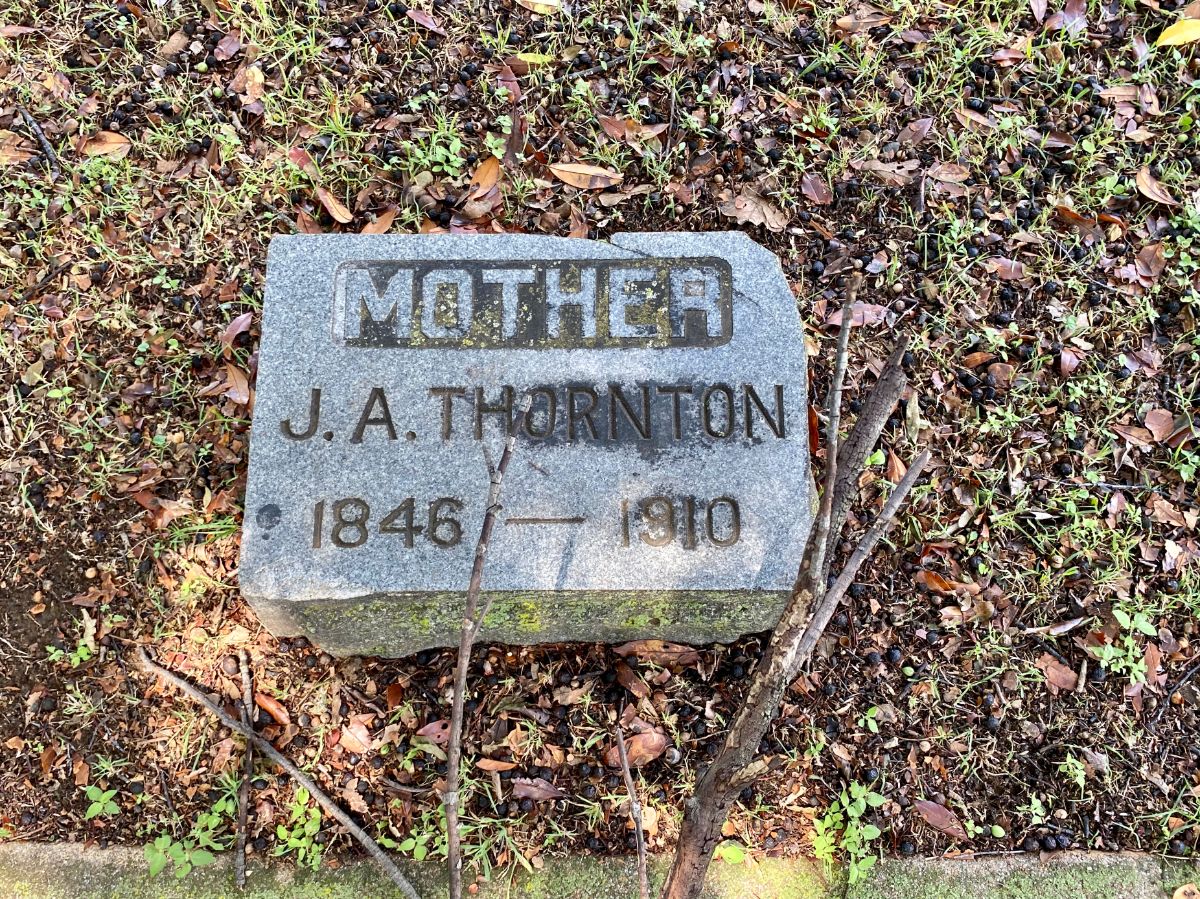 MOTHER
J. A. THORNTON
1846 — 1910